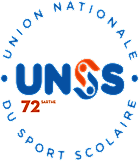 UNION NATIONALE
UNSS
72 SARTHE
DU SPORT SCOLAIRE